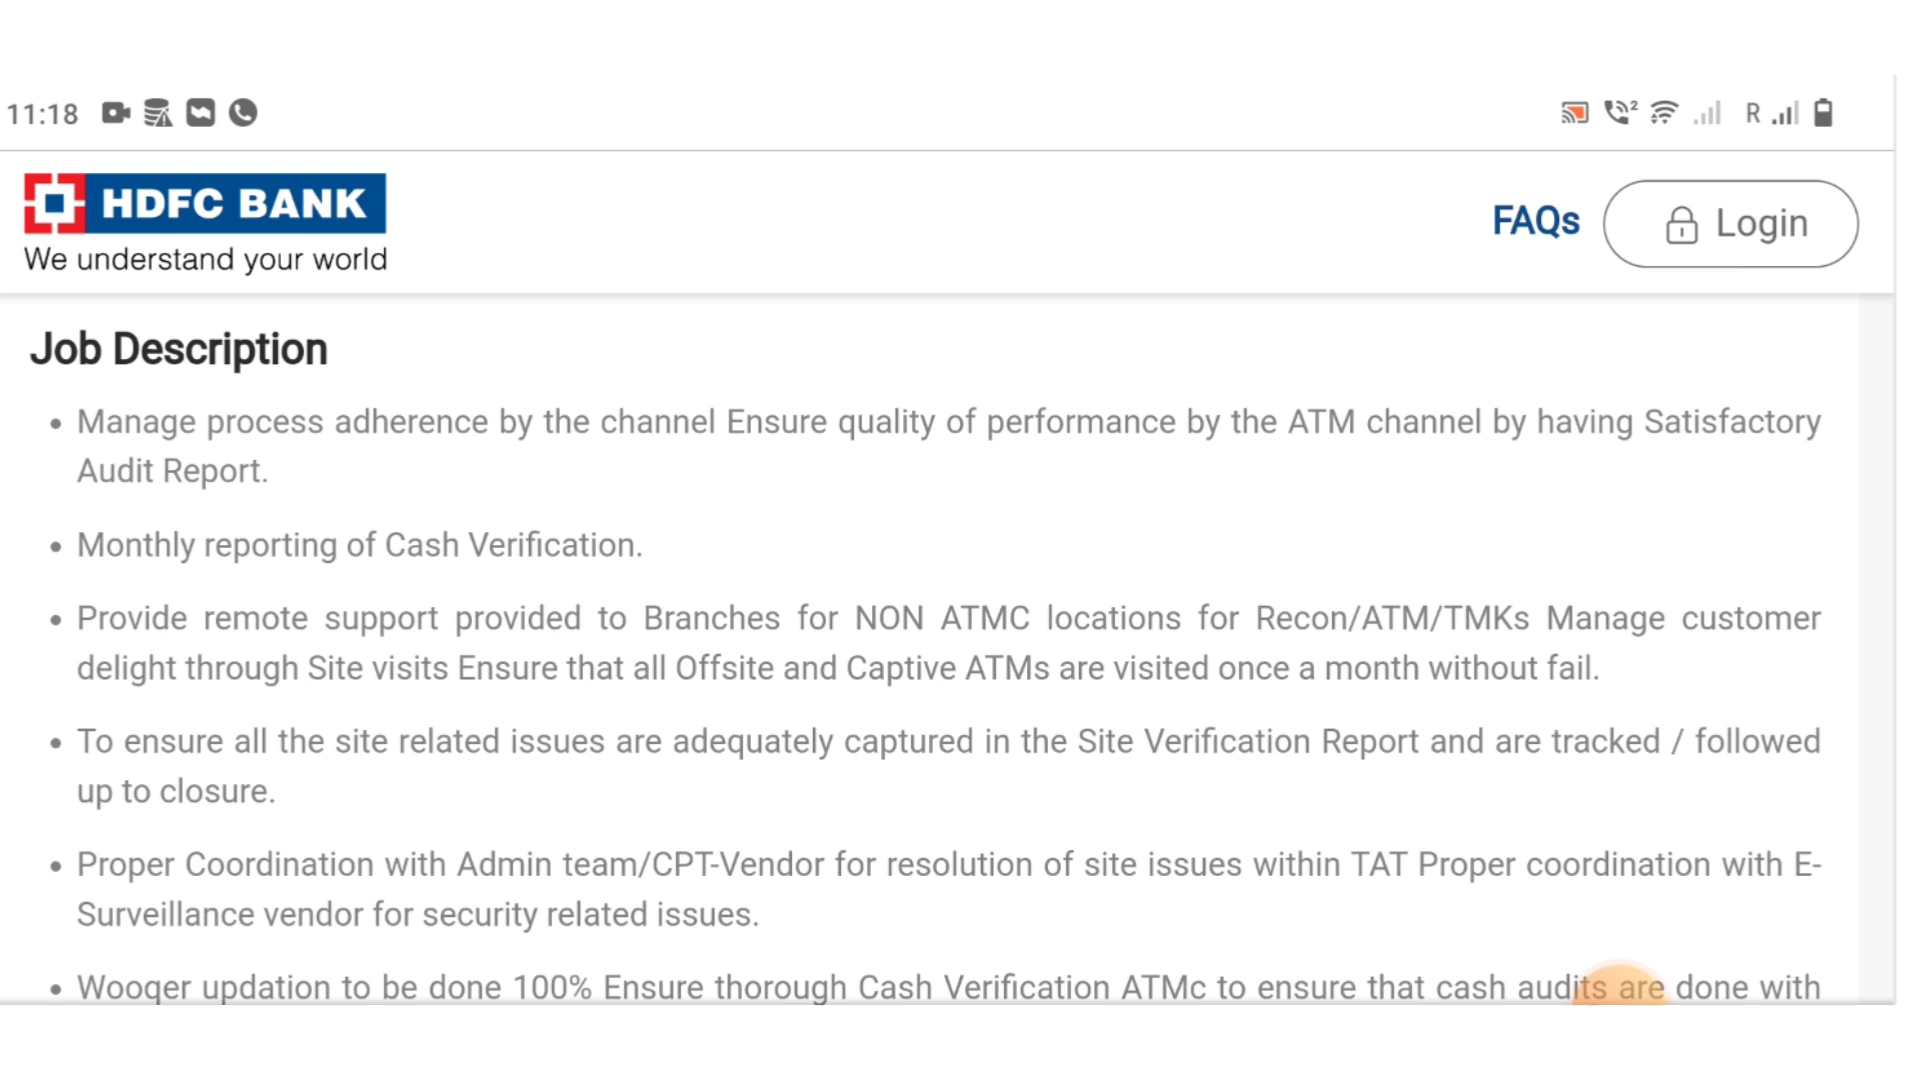 11:18
R
HDFC BANK
We understand your world
FAQs
Login
Job Description
• Manage process adherence by the channel Ensure quality of performance by the ATM channel by having Satisfactory
Audit Report.
• Monthly reporting of Cash Verification.
• Provide remote support provided to Branches for NON ATMC locations for Recon/ATM/TMKs Manage customer
delight through Site visits Ensure that all Offsite and Captive ATMs are visited once a month without fail.
• To ensure all the site related issues are adequately captured in the Site Verification Report and are tracked / followed
up to closure.
• Proper Coordination with Admin team/CPT-Vendor for resolution of site issues within TAT Proper coordination with E-
Surveillance vendor for security related issues.
• Wooqer updation to be done 100% Ensure thorough Cash Verification ATMc to ensure that cash audits are done with